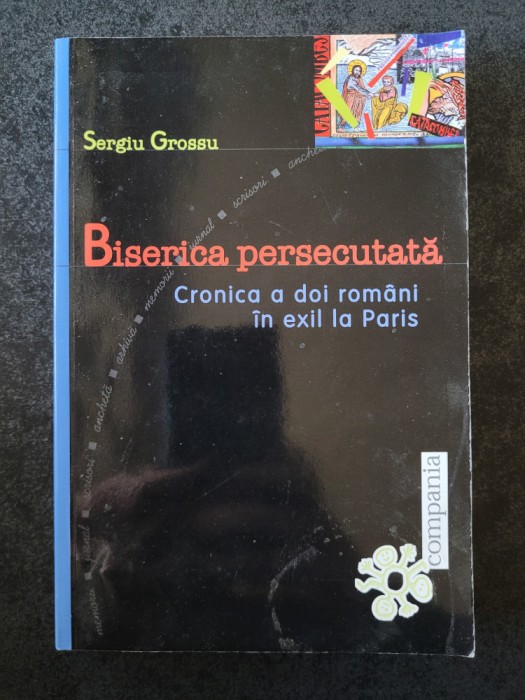 CATACOMBES
Sergiu Grossu
memorii ■ arhivă ■ anchetă ■ scrisori ■ jurnal ■ memorii ■ jurnal ■ scrisori ■ anchetă
Biserica persecutată
Cronica a doi români
în exil la Paris
compania